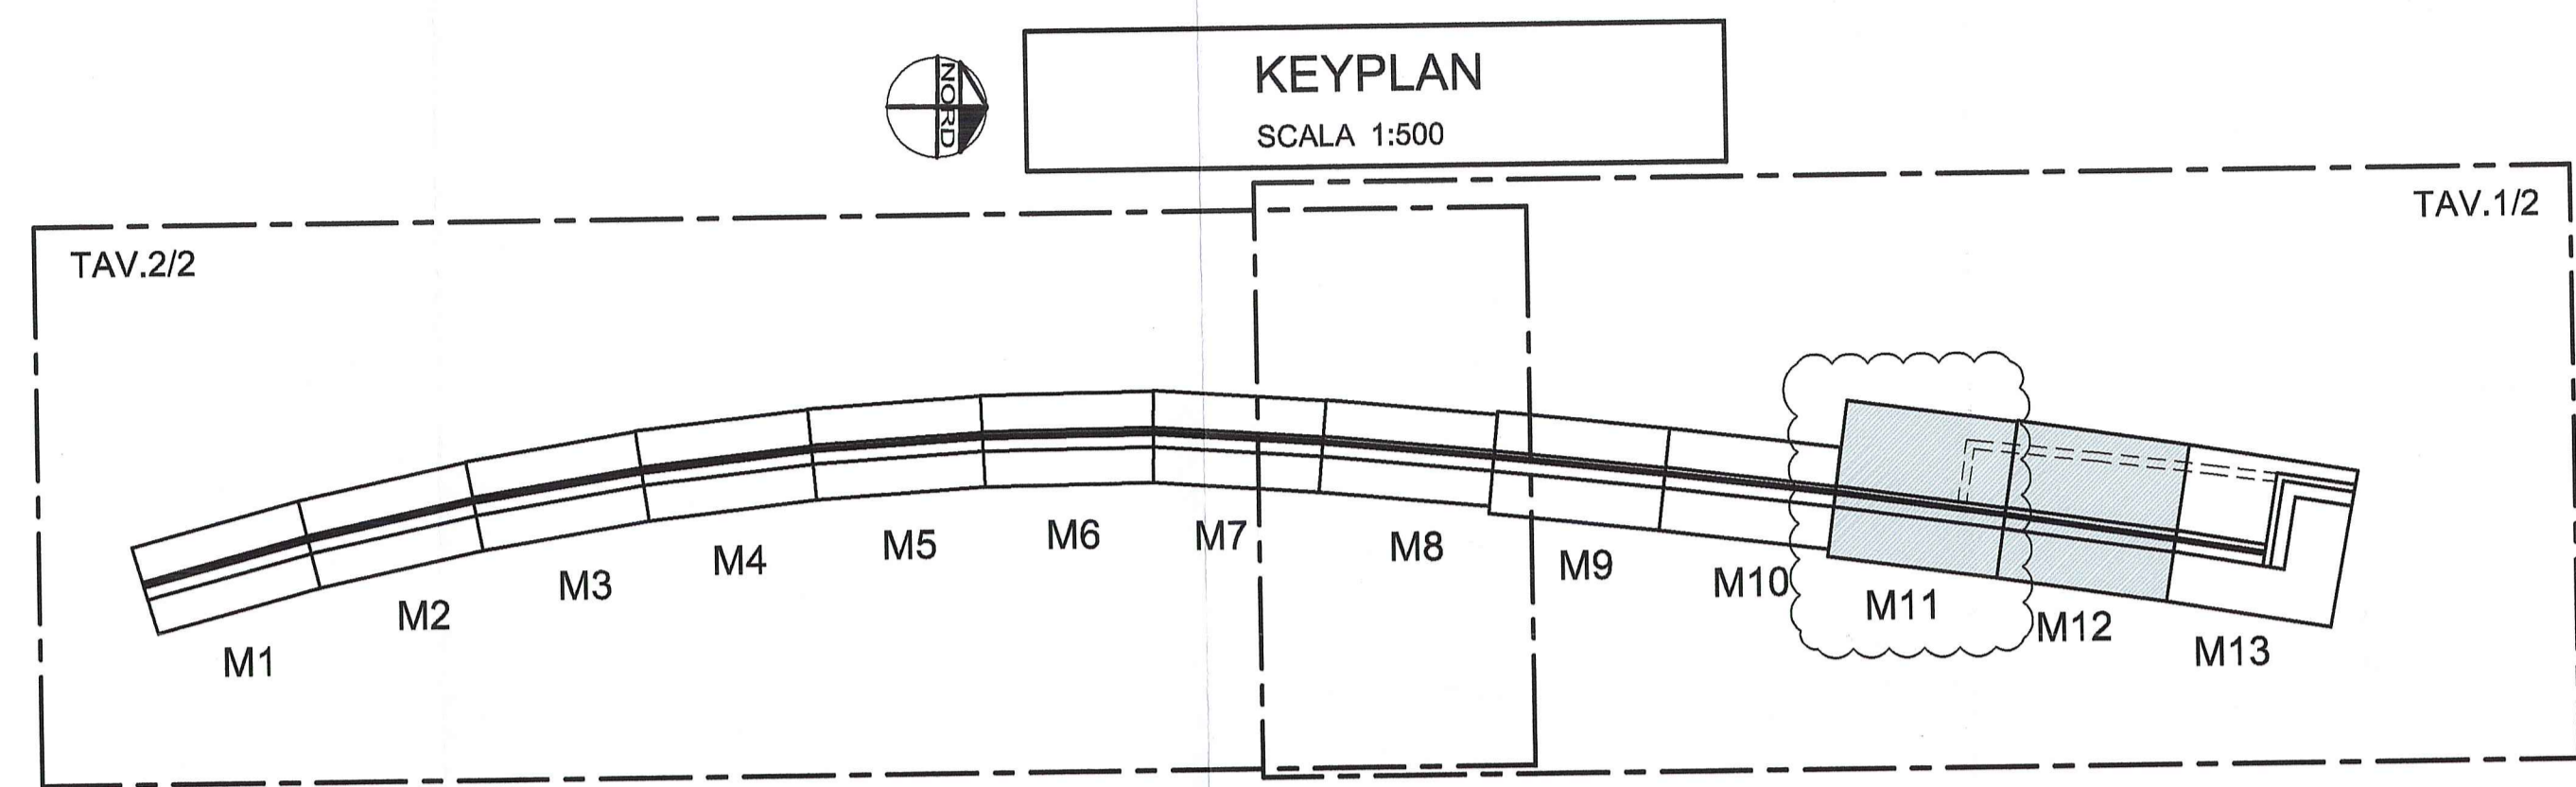 NORD
KEYPLAN
SCALA 1:500
TAV.2/2
TAV.1/2
M1
M2
M3
M4
M5
M6
M7
M8
M9
M10
M11
M12
M13